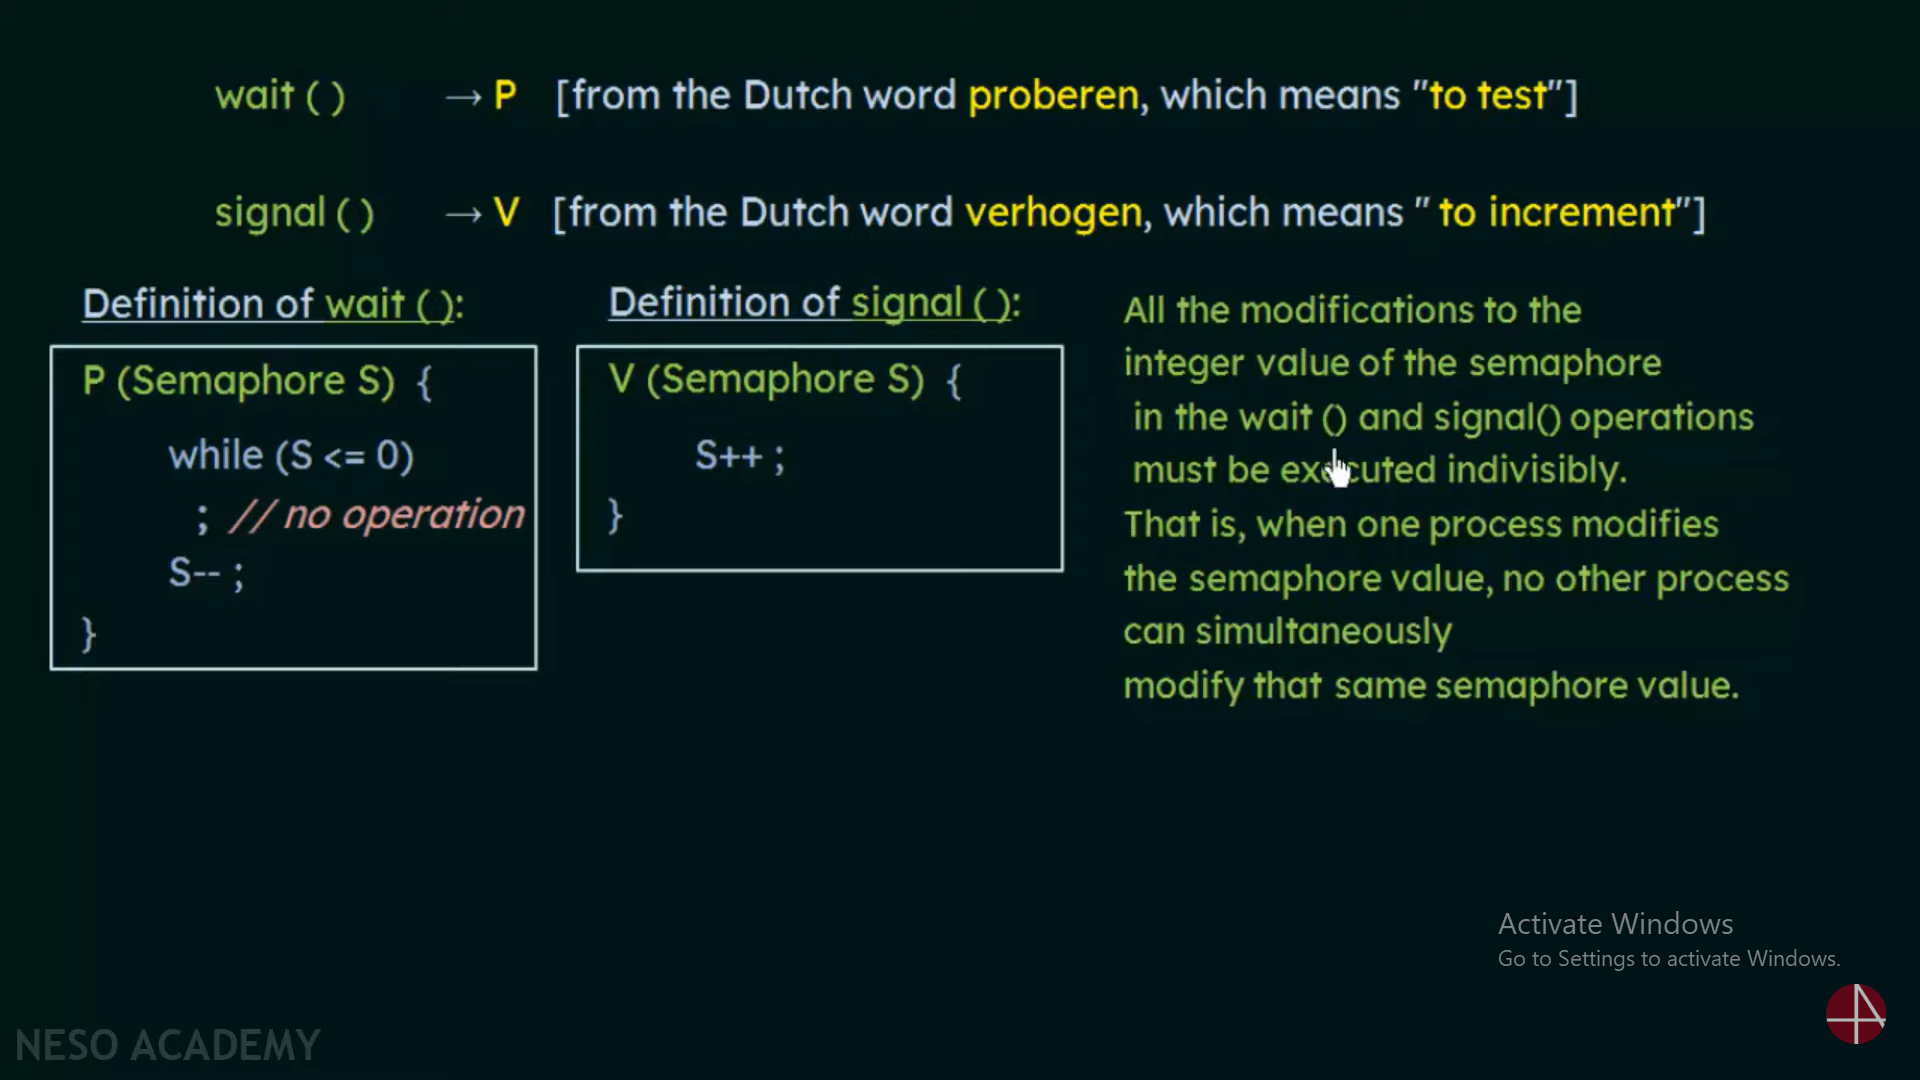 wait ( ) → P [from the Dutch word proberen, which means "to test"]
signal ( ) → V [from the Dutch word verhogen, which means " to increment"]
Definition of wait ( ):
P (Semaphore S) {
while (S <= 0)
; // no operation
S-- ;
}
Definition of signal ( ):
V (Semaphore S) {
S++ ;
}
All the modifications to the
integer value of the semaphore
in the wait () and signal() operations
must be executed indivisibly.
That is, when one process modifies
the semaphore value, no other process
can simultaneously
modify that same semaphore value.
Activate Windows
Go to Settings to activate Windows.
NESO ACADEMY